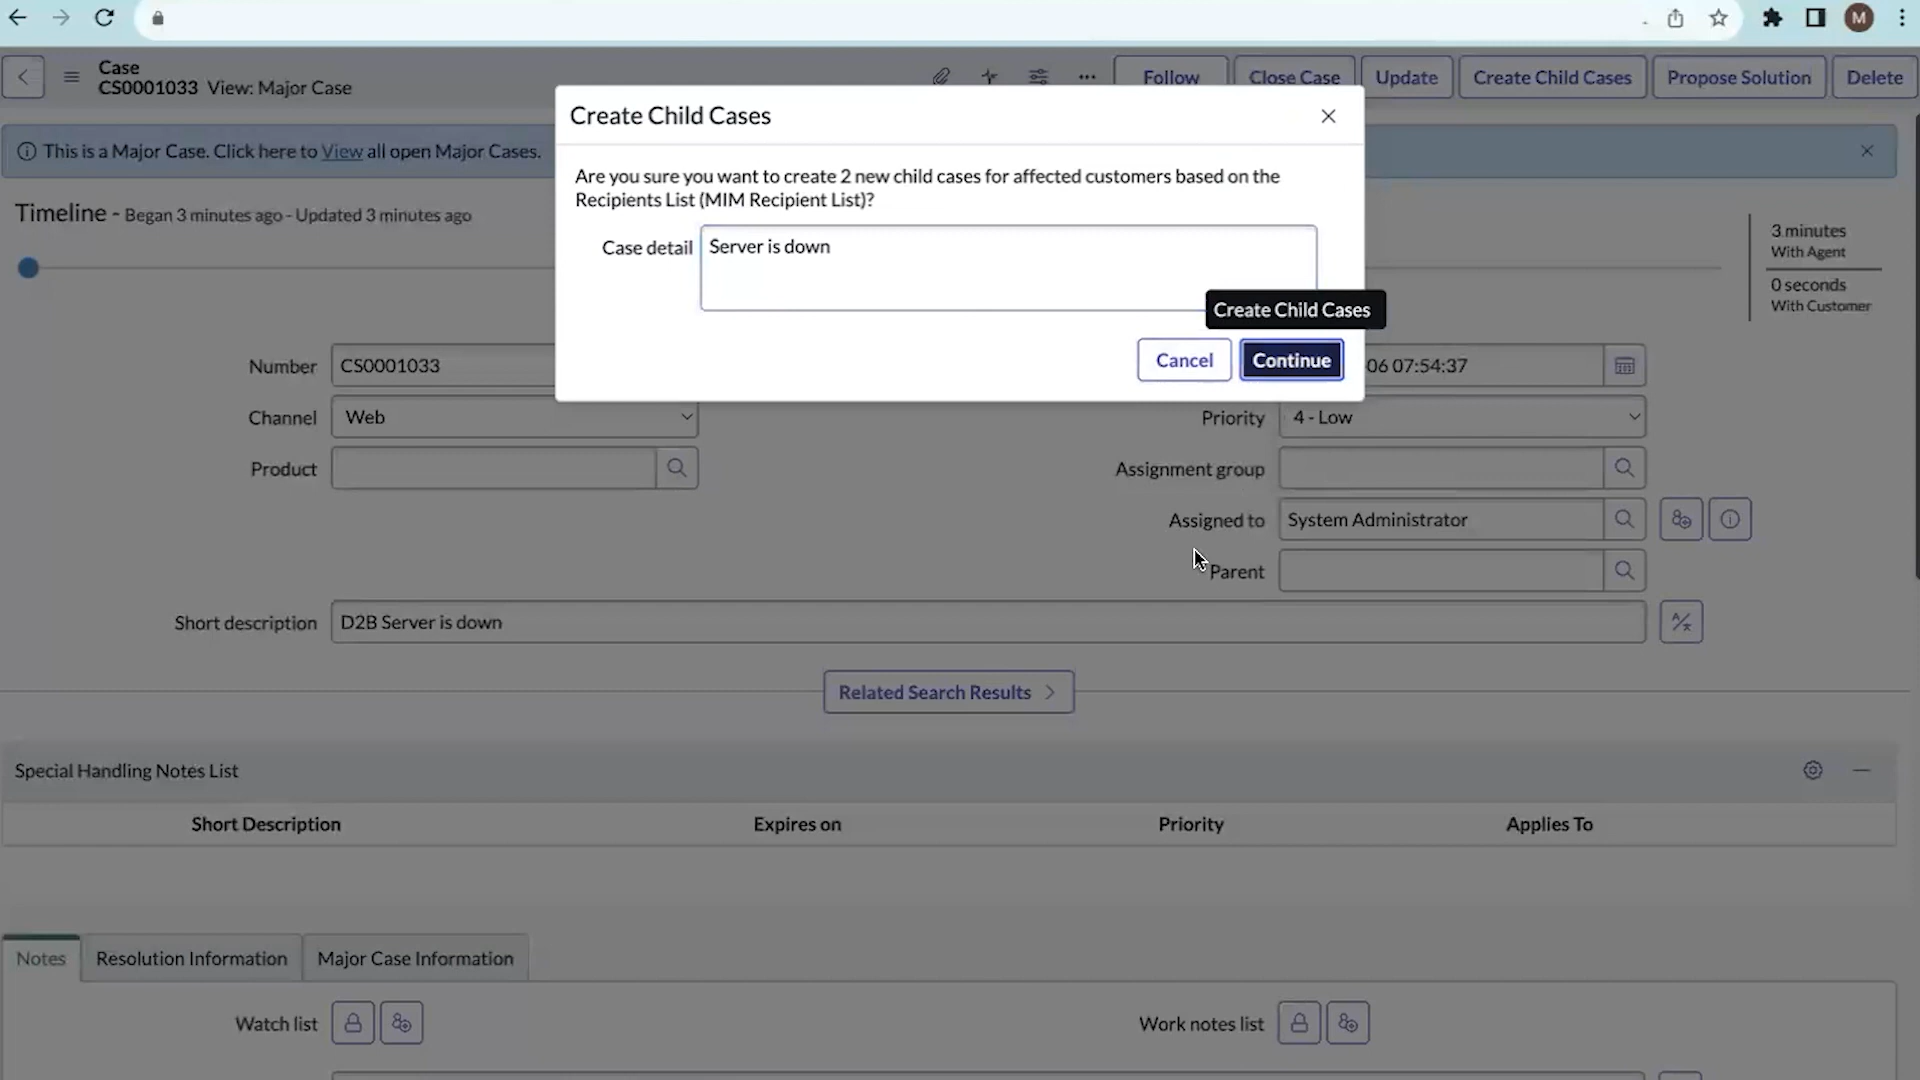 M
Case
CS0001033 View: Major Case
Follow
Close Case
Update
Create Child Cases
Propose Solution
Delete
This is a Major Case. Click here to View all open Major Cases.
Timeline - Began 3 minutes ago - Updated 3 minutes ago
3 minutes
With Agent
0 seconds
With Customer
Create Child Cases
Are you sure you want to create 2 new child cases for affected customers based on the
Recipients List (MIM Recipient List)?
Case detail
Server is down
Create Child Cases
Cancel
Continue
Number
CS0001033
06 07:54:37
Channel
Web
Priority
4 - Low
Product
Assignment group
Assigned to
System Administrator
Parent
Short description
D2B Server is down
Related Search Results
Special Handling Notes List
Short Description
Expires on
Priority
Applies To
Notes
Resolution Information
Major Case Information
Watch list
Work notes list